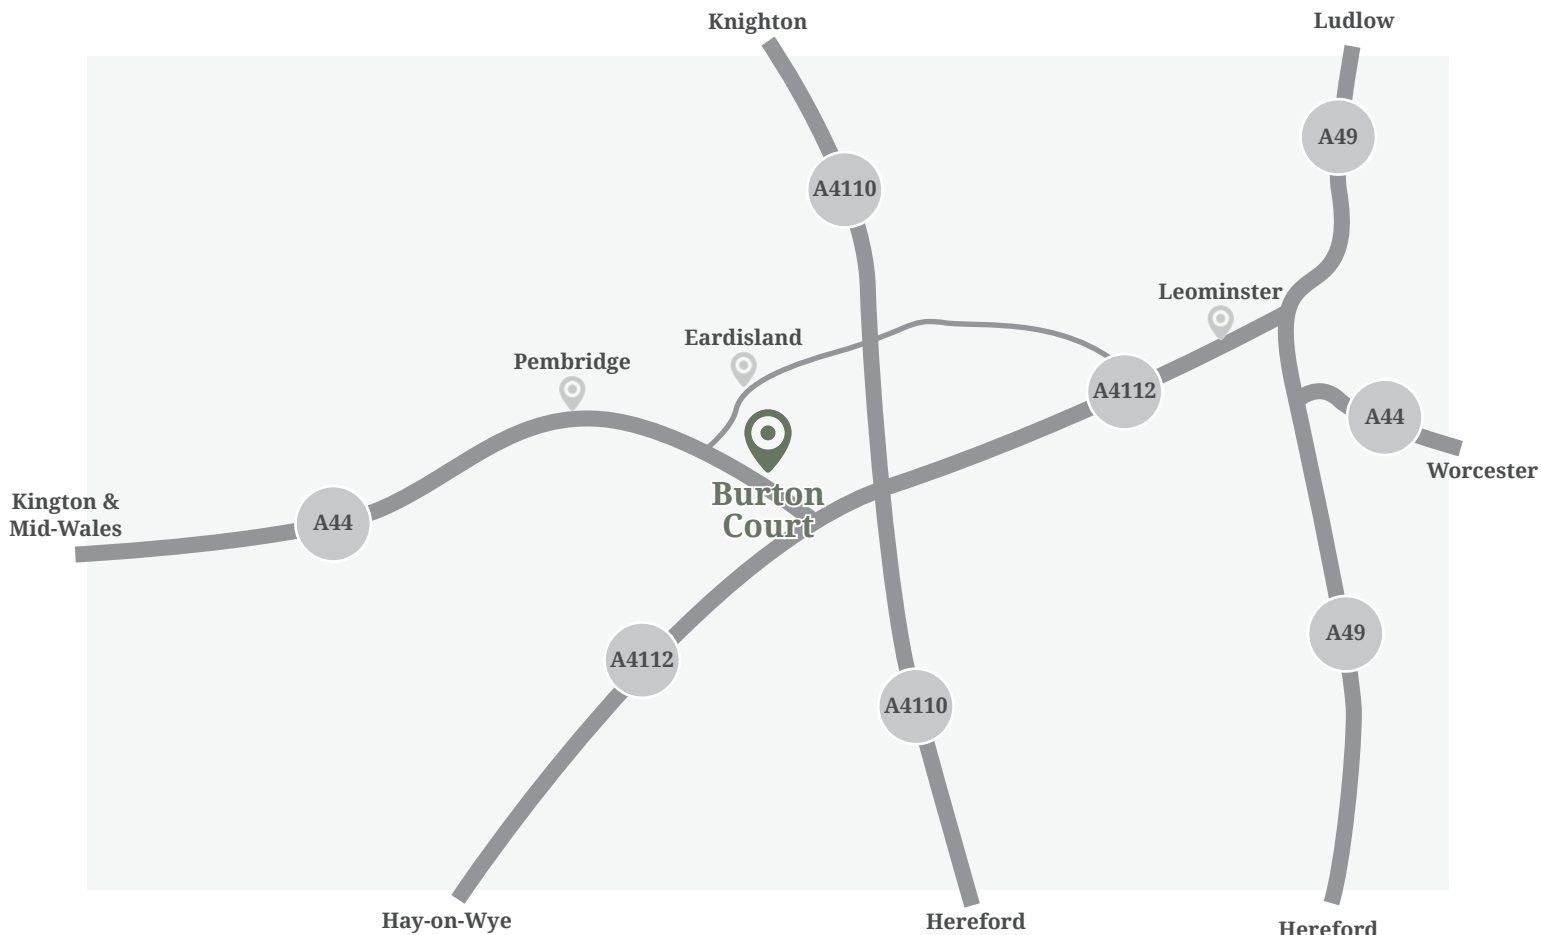 Knighton
Ludlow
A49
A4110
Leominster
Eardisland
Pembridge
A4112
A44
Worcester
Burton
Court
Kington &
Mid-Wales
A44
A49
A4112
A4110
Hay-on-Wye
Hereford
Hereford